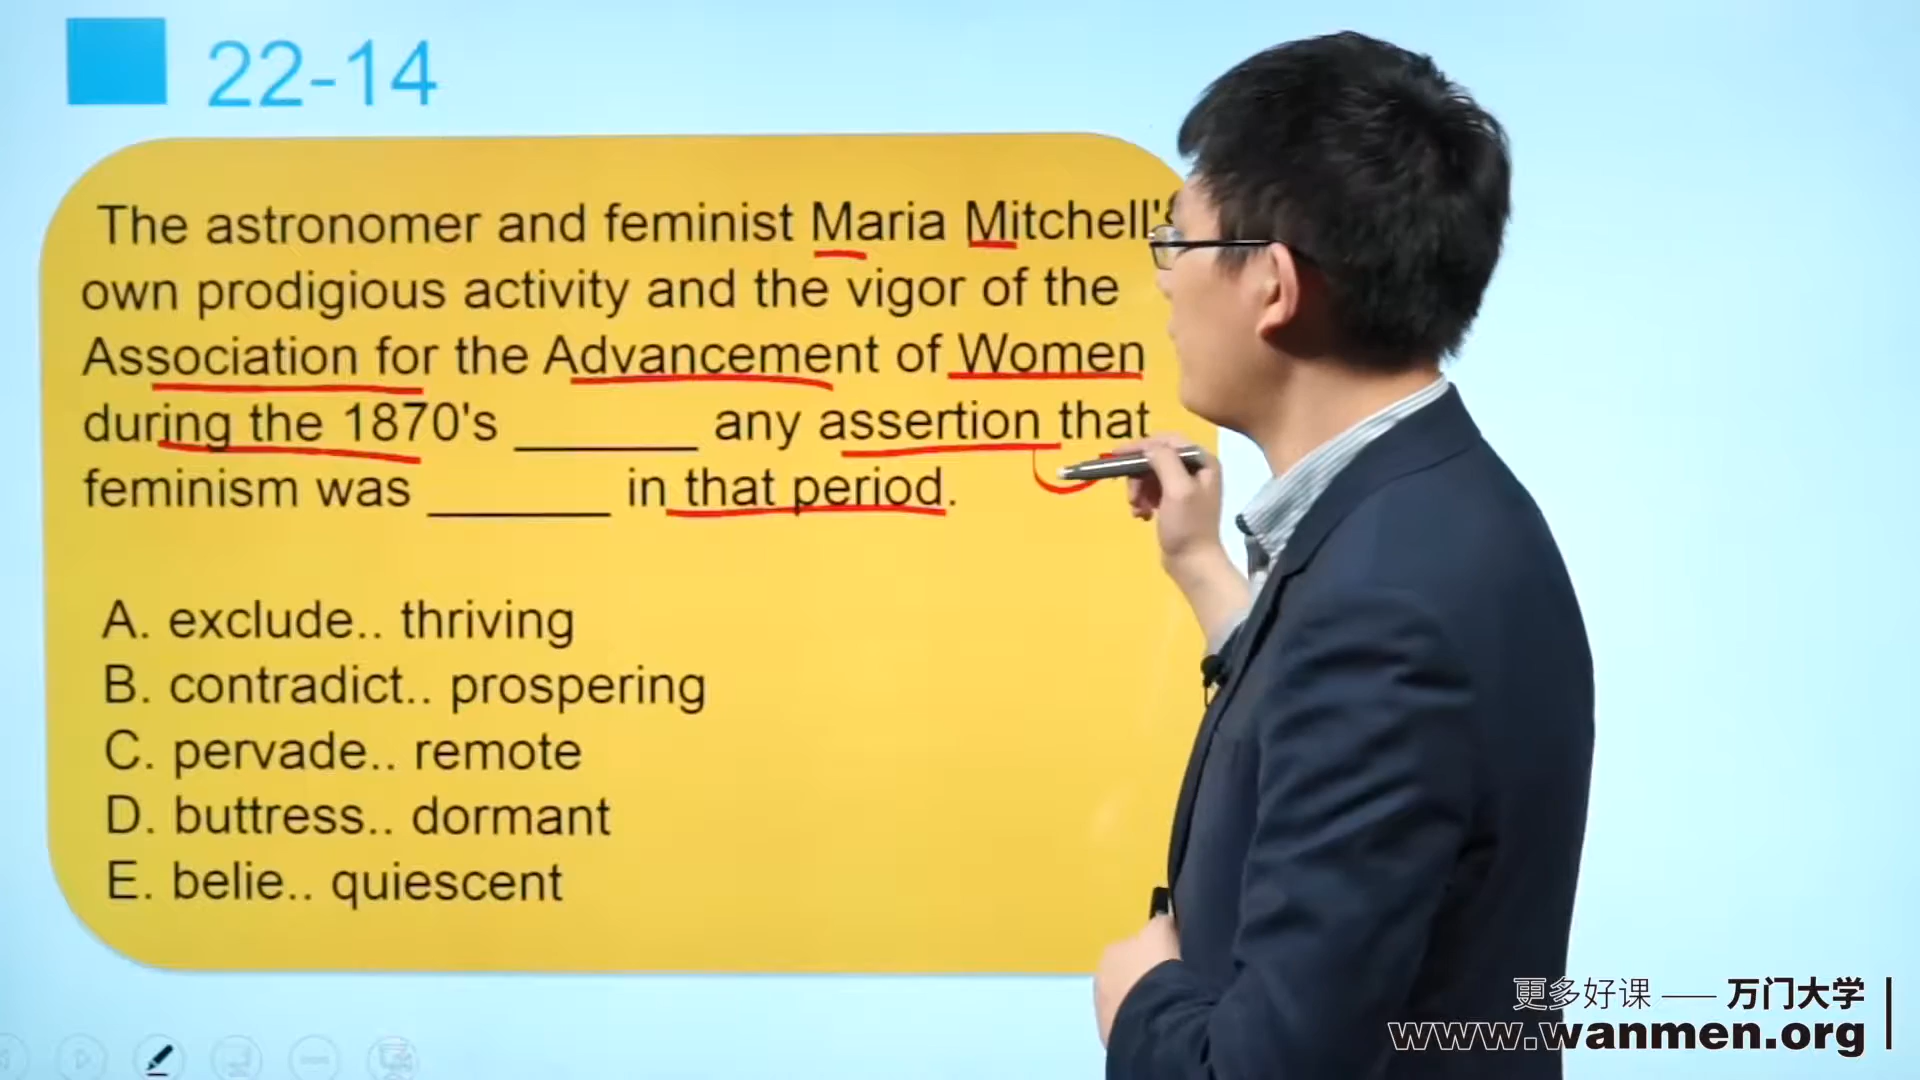 22-14
The astronomer and feminist Maria Mitchell's
own prodigious activity and the vigor of the
Association for the Advancement of Women
during the 1870's ______ any assertion that
feminism was ______ in that period.
A. exclude.. thriving
B. contradict.. prospering
C. pervade.. remote
D. buttress.. dormant
E. belie.. quiescent
更多好课 —— 万门大学
www.wanmen.org